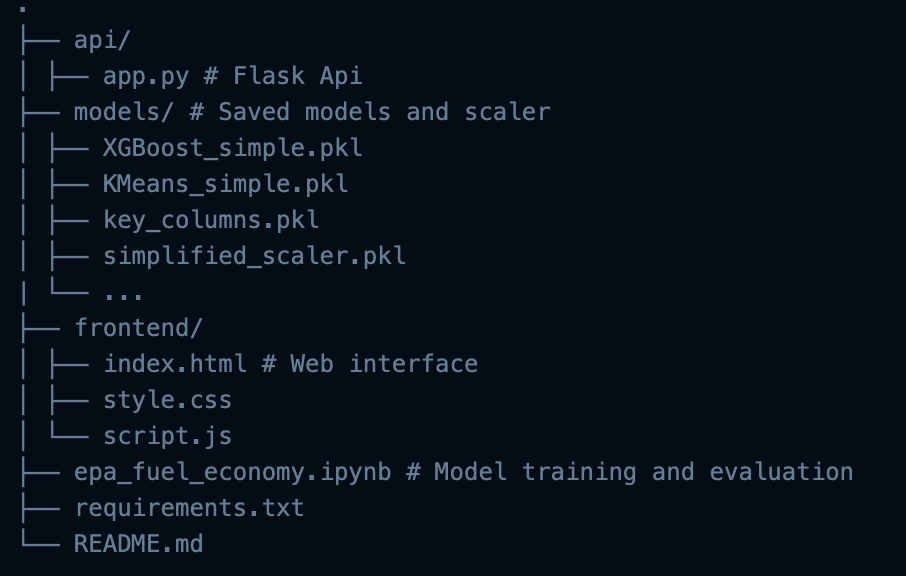 .
├── api/
│ ├── app.py # Flask Api
├── models/ # Saved models and scaler
│ ├── XGBoost_simple.pkl
│ ├── KMeans_simple.pkl
│ ├── key_columns.pkl
│ ├── simplified_scaler.pkl
│ └── ...
├── frontend/
│ ├── index.html # Web interface
│ ├── style.css
│ └── script.js
├── epa_fuel_economy.ipynb # Model training and evaluation
├── requirements.txt
└── README.md